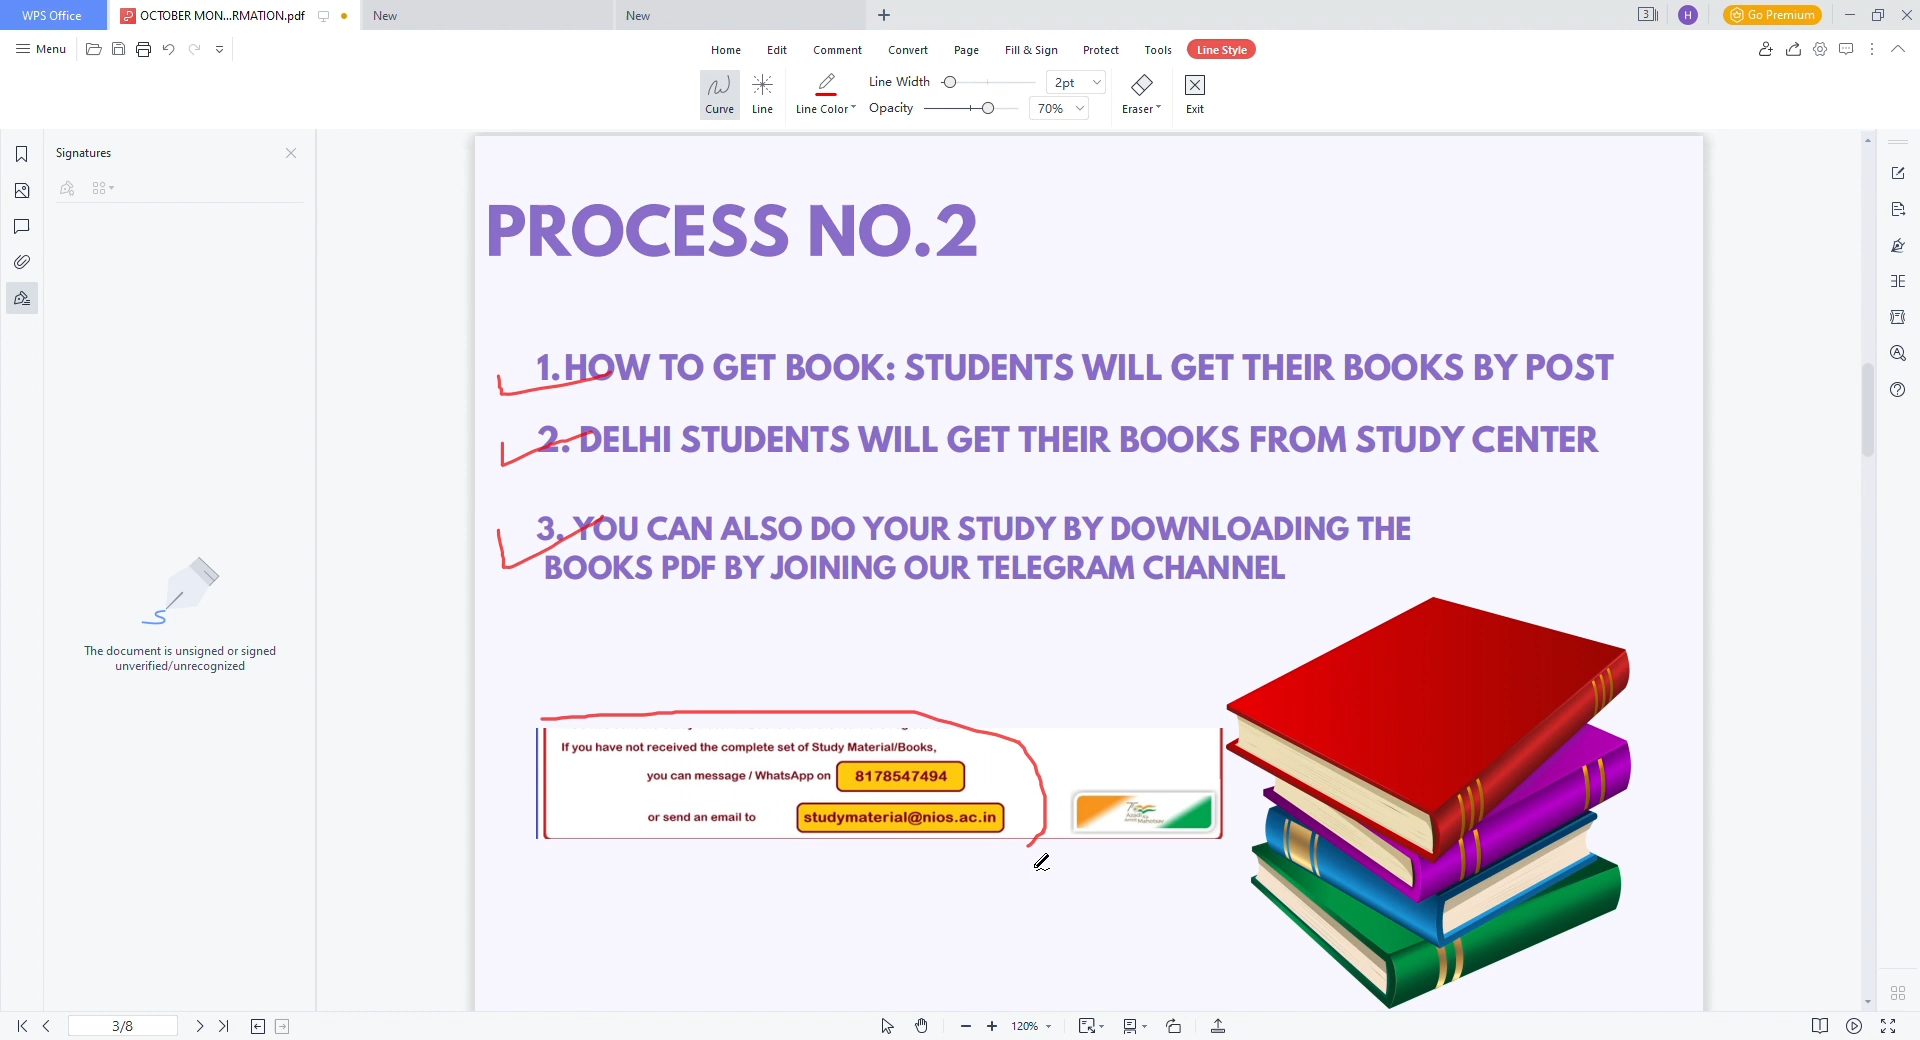 WPS Office
OCTOBER MON...RMATION.pdf
New
New
3
H
Go Premium
Menu
Home
Edit
Comment
Convert
Page
Fill & Sign
Protect
Tools
Line Style
Curve
Line
Line Color
Line Width
2pt
Opacity
70%
Eraser
Exit
Signatures
The document is unsigned or signed
unverified/unrecognized
PROCESS NO.2
1. HOW TO GET BOOK: STUDENTS WILL GET THEIR BOOKS BY POST
2. DELHI STUDENTS WILL GET THEIR BOOKS FROM STUDY CENTER
3. YOU CAN ALSO DO YOUR STUDY BY DOWNLOADING THE
BOOKS PDF BY JOINING OUR TELEGRAM CHANNEL
If you have not received the complete set of Study Material/Books,
you can message / WhatsApp on 8178547494
or send an email to studymaterial@nios.ac.in
Azadi Ka
Amrit Mahotsav
3/8
120%